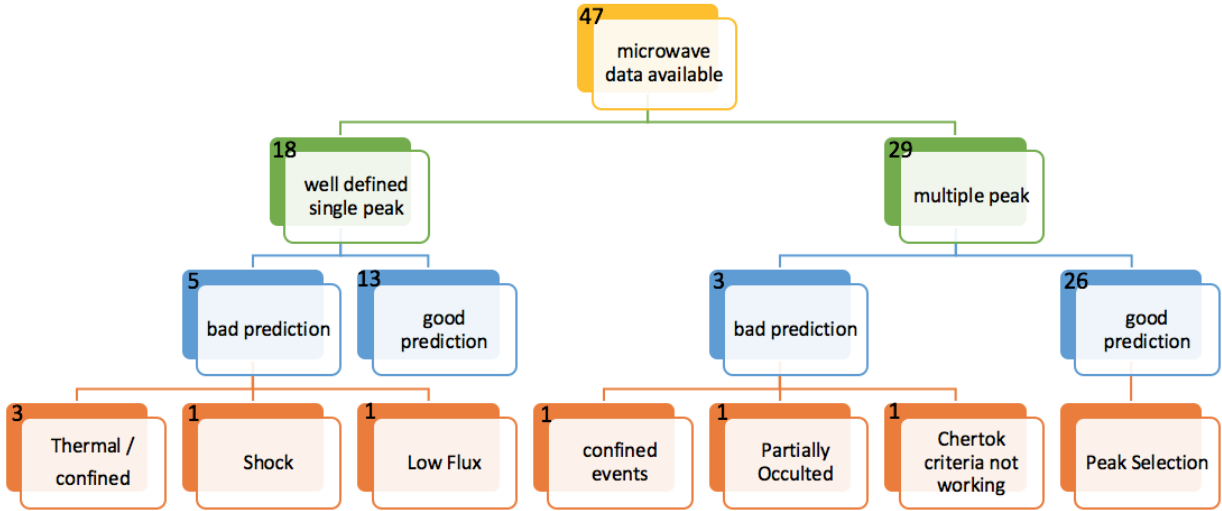 47
microwave
data available
18
well defined
single peak
29
multiple peak
5
bad prediction
13
good
prediction
3
bad prediction
26
good
prediction
3
Thermal /
confined
1
Shock
1
Low Flux
1
confined
events
1
Partially
Occulted
1
Chertok
criteria not
working
Peak Selection